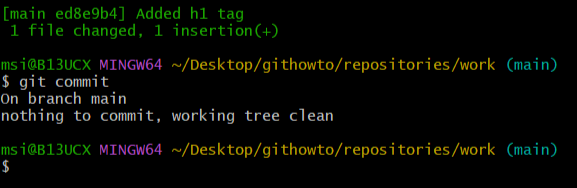 [main ed8e9b4] Added h1 tag
 1 file changed, 1 insertion(+)
msi@B13UCX MINGW64 ~/Desktop/githowto/repositories/work (main)
$ git commit
On branch main
nothing to commit, working tree clean
msi@B13UCX MINGW64 ~/Desktop/githowto/repositories/work (main)
$